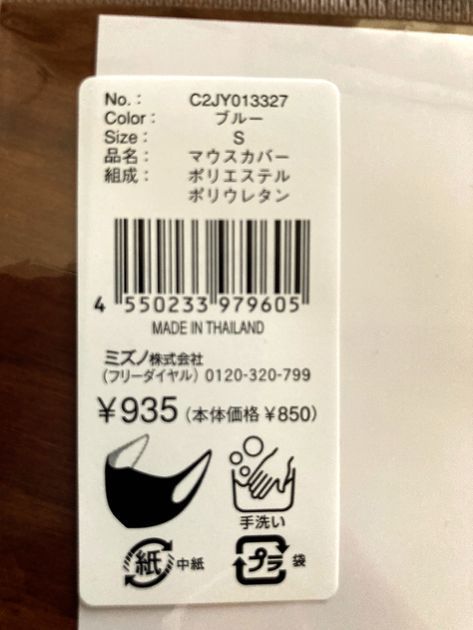 No.: C2JY013327
Color: ブルー
Size: S
品名: マウスカバー
組成: ポリエステル
ポリウレタン
4 550233 979605
MADE IN THAILAND
ミズノ株式会社
(フリーダイヤル) 0120-320-799
¥935 (本体価格 ¥850)
手洗い
紙 中紙
プラ 袋